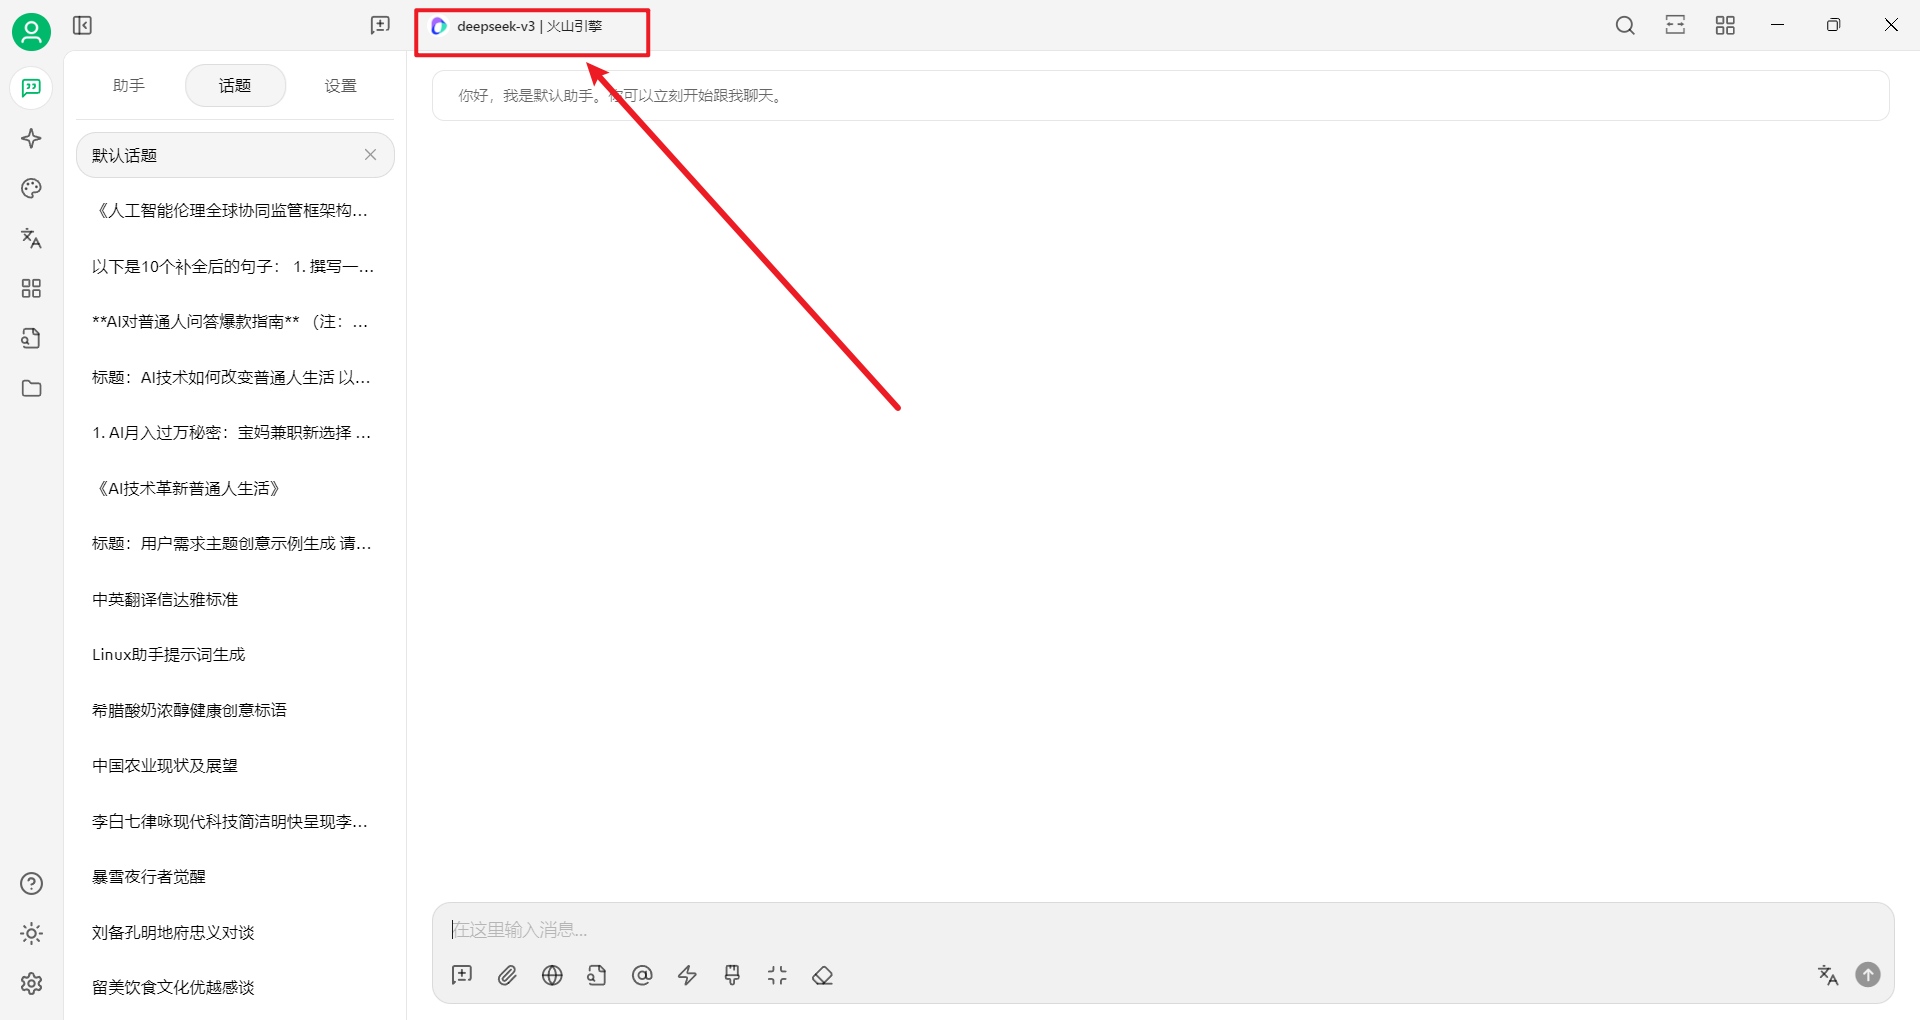 deepseek-v3 | 火山引擎
助手
话题
设置
默认话题
《人工智能伦理全球协同监管框架构...
以下是10个补全后的句子： 1. 撰写一...
**AI对普通人问答爆款指南** （注：...
标题：AI技术如何改变普通人生活 以...
1. AI月入过万秘密：宝妈兼职新选择 ...
《AI技术革新普通人生活》
标题：用户需求主题创意示例生成 请...
中英翻译信达雅标准
Linux助手提示词生成
希腊酸奶浓醇健康创意标语
中国农业现状及展望
李白七律咏现代科技简洁明快呈现李...
暴雪夜行者觉醒
刘备孔明地府忠义对谈
留美饮食文化优越感谈
你好，我是默认助手。你可以立刻开始跟我聊天。
在这里输入消息...